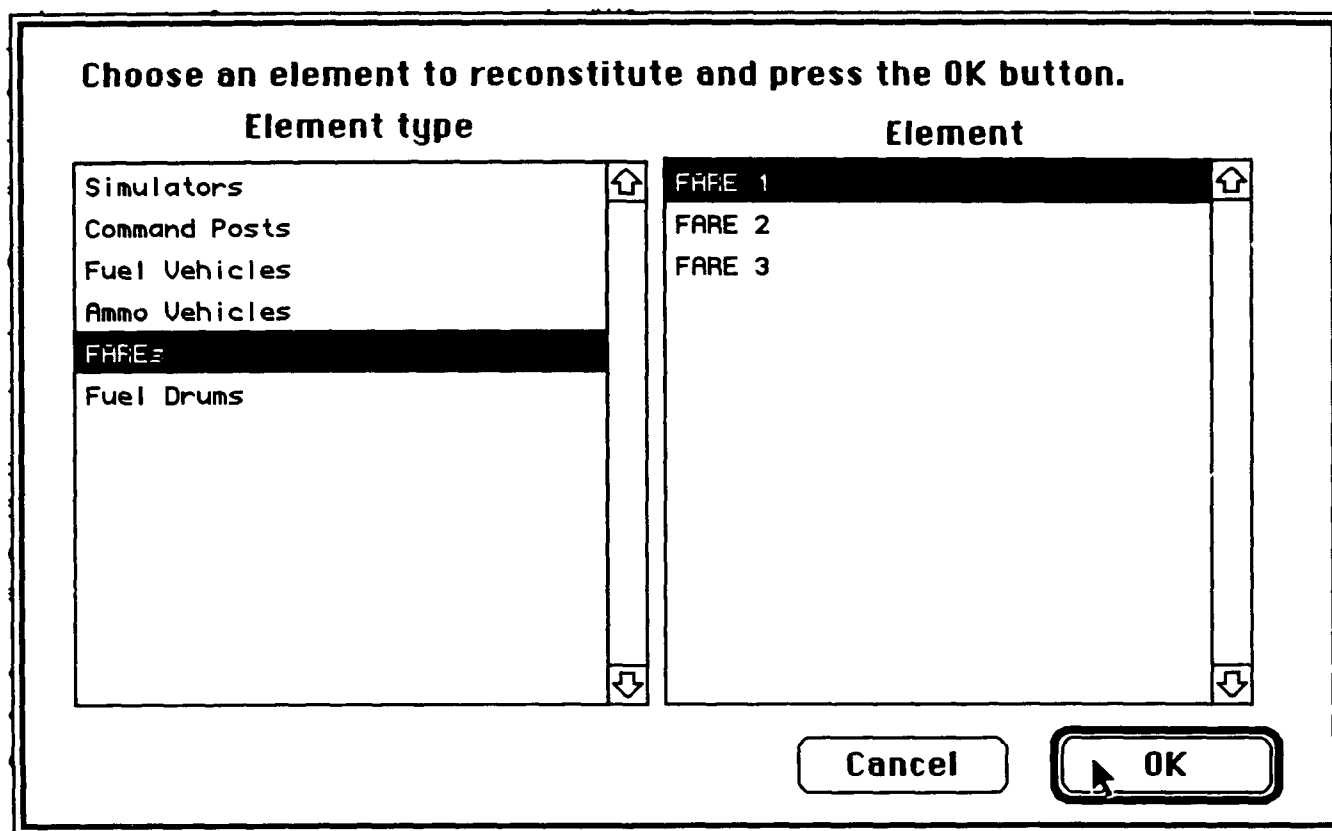 Choose an element to reconstitute and press the OK button.
Element type
Element
Simulators
Command Posts
Fuel Vehicles
Ammo Vehicles
FAREs
Fuel Drums
FARE 1
FARE 2
FARE 3
Cancel
OK